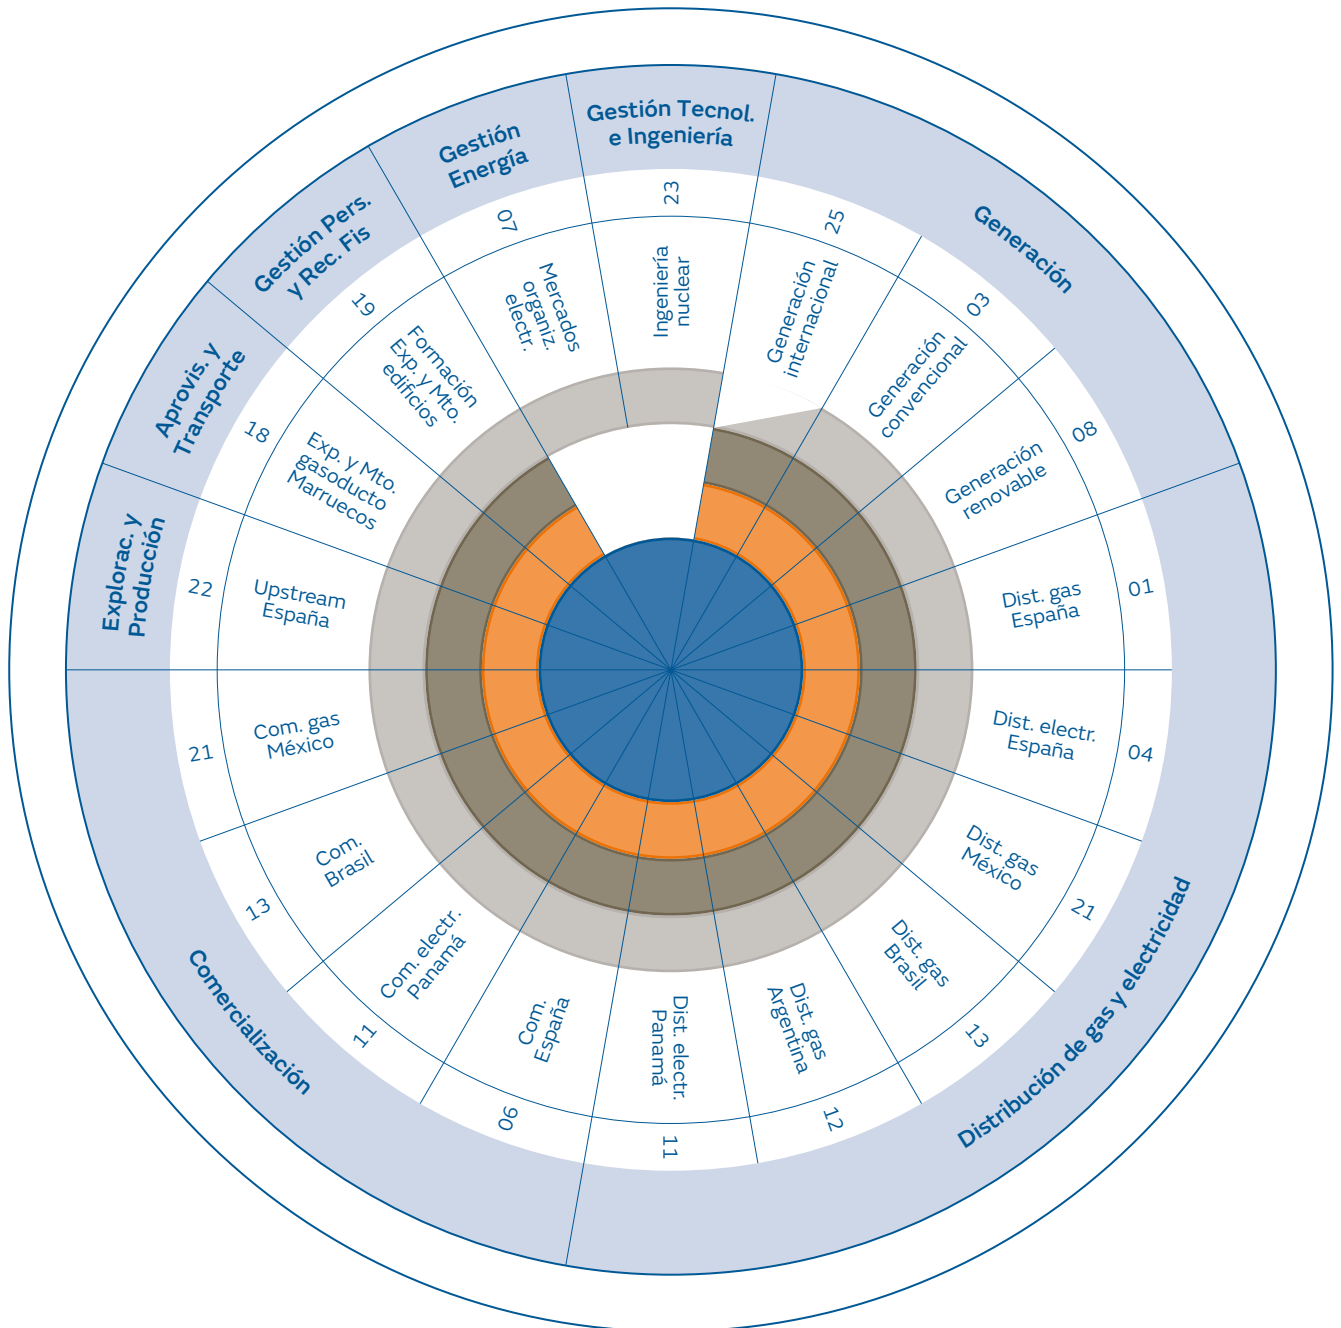 Gestión Tecnol.
e Ingeniería
23
Ingeniería
nuclear
Generación
25
Generación
internacional
03
Generación
convencional
08
Generación
renovable
Distribución de gas y electricidad
01
Dist. gas
España
04
Dist. electr.
España
21
Dist. gas
México
13
Dist. gas
Brasil
12
Dist. gas
Argentina
11
Dist. electr.
Panamá
Comercialización
06
Com.
España
11
Com. electr.
Panamá
13
Com.
Brasil
21
Com. gas
México
Explorac. y
Producción
22
Upstream
España
Aprovis. y
Transporte
18
Exp. y Mto.
gasoducto
Marruecos
Gestión Pers.
y Rec. Fis
19
Formación
Exp. y Mto.
edificios
Gestión
Energía
07
Mercados
organiz.
electr.